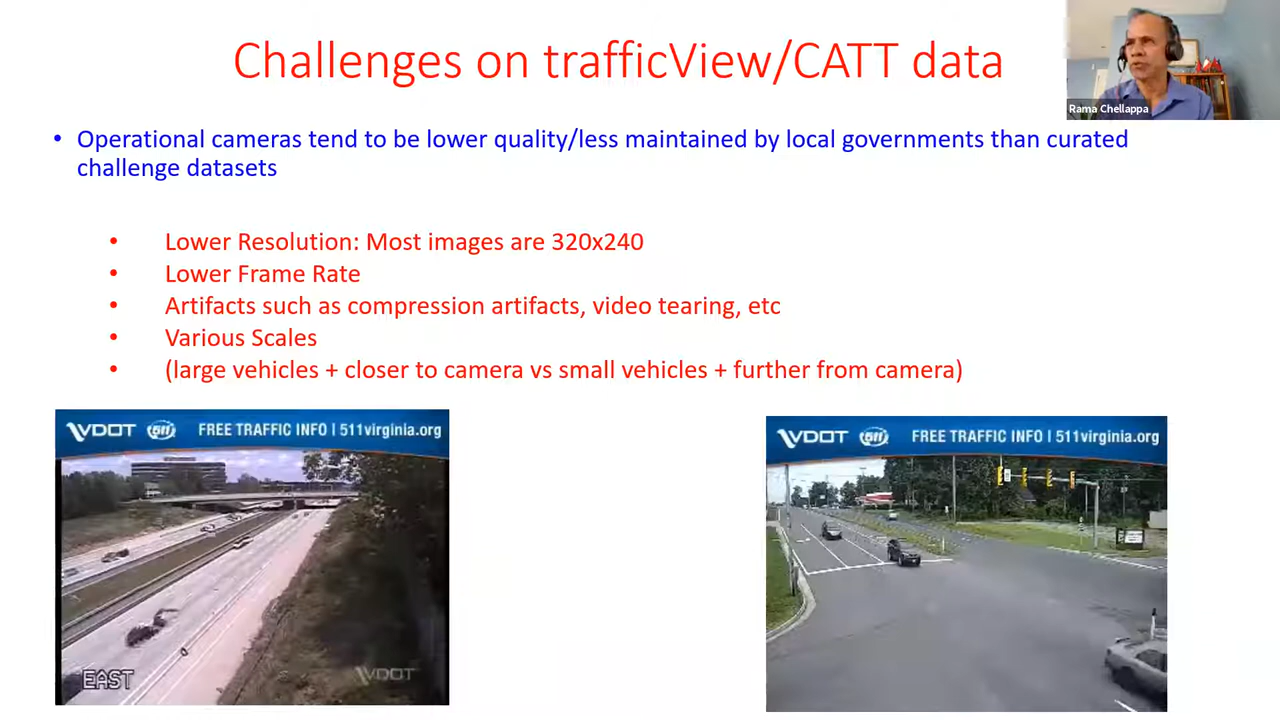 Challenges on trafficView/CATT data
Rama Chellappa
• Operational cameras tend to be lower quality/less maintained by local governments than curated
challenge datasets
• Lower Resolution: Most images are 320x240
• Lower Frame Rate
• Artifacts such as compression artifacts, video tearing, etc
• Various Scales
• (large vehicles + closer to camera vs small vehicles + further from camera)
VDOT 511 FREE TRAFFIC INFO | 511virginia.org
EAST
VDOT
VDOT 511 FREE TRAFFIC INFO | 511virginia.org